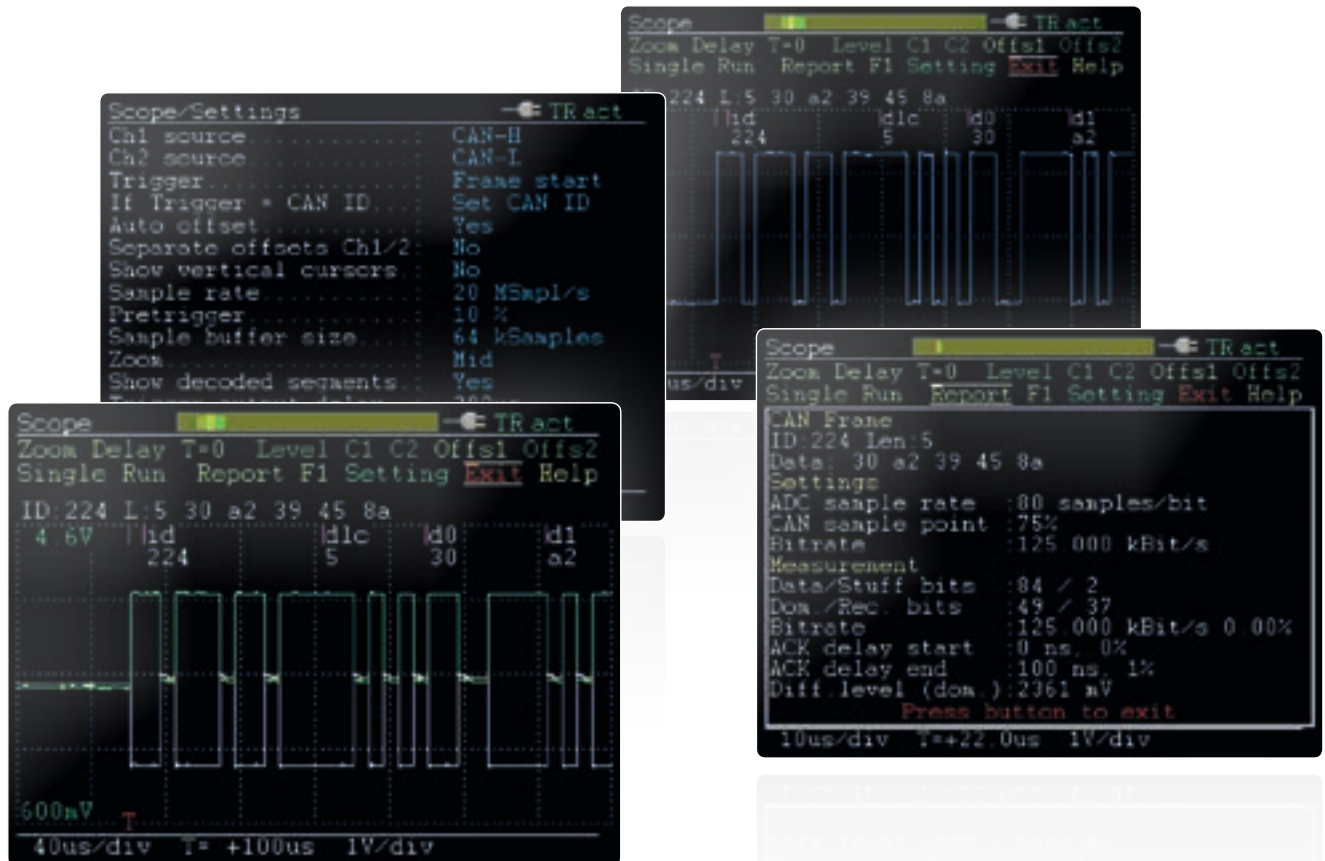 Scope TR act
Zoom Delay T=0 Level C1 C2 Offs1 Offs2
Single Run Report F1 Setting Exit Help
224 L:5 30 a2 39 45 8a
id dlc d0 d1
224 5 30 a2
T
us/div
Scope/Settings TR act
Ch1 source..............: CAN-H
Ch2 source..............: CAN-L
Trigger.................: Frame start
If Trigger = CAN ID...: Set CAN ID
Auto offset.............: Yes
Separate offsets Ch1/2: No
Show vertical cursors.: No
Sample rate.............: 20 MSmpl/s
Pretrigger..............: 10 %
Sample buffer size....: 64 kSamples
Zoom....................: Mid
Show decoded segments.: Yes
Scope TR act
Zoom Delay T=0 Level C1 C2 Offs1 Offs2
Single Run Report F1 Setting Exit Help
CAN Frame
ID:224 Len:5
Data: 30 a2 39 45 8a
Settings
ADC sample rate :80 samples/bit
CAN sample point :75%
Bitrate :125.000 kBit/s
Measurement
Data/Stuff bits :84 / 2
Dom./Rec. bits :49 / 37
Bitrate :125.000 kBit/s 0.00%
ACK delay start :0 ns, 0%
ACK delay end :100 ns, 1%
Diff.level (dom.):2361 mV
Press button to exit
10us/div T=+22.0us 1V/div
Scope TR act
Zoom Delay T=0 Level C1 C2 Offs1 Offs2
Single Run Report F1 Setting Exit Help
ID:224 L:5 30 a2 39 45 8a
4.6V id dlc d0 d1
224 5 30 a2
600mV T
40us/div T= +100us 1V/div